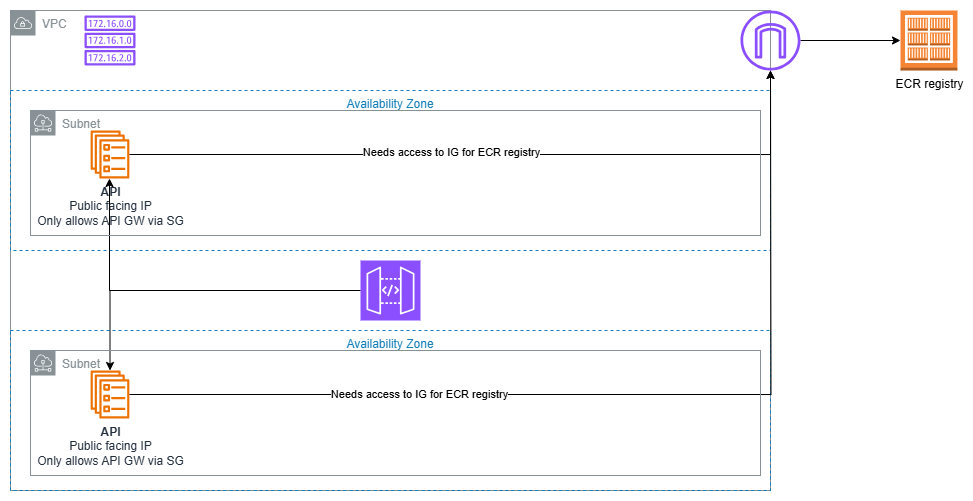 VPC
172.16.0.0
172.16.1.0
172.16.2.0
ECR registry
Availability Zone
Subnet
Needs access to IG for ECR registry
API
Public facing IP
Only allows API GW via SG
</>
Availability Zone
Subnet
Needs access to IG for ECR registry
API
Public facing IP
Only allows API GW via SG